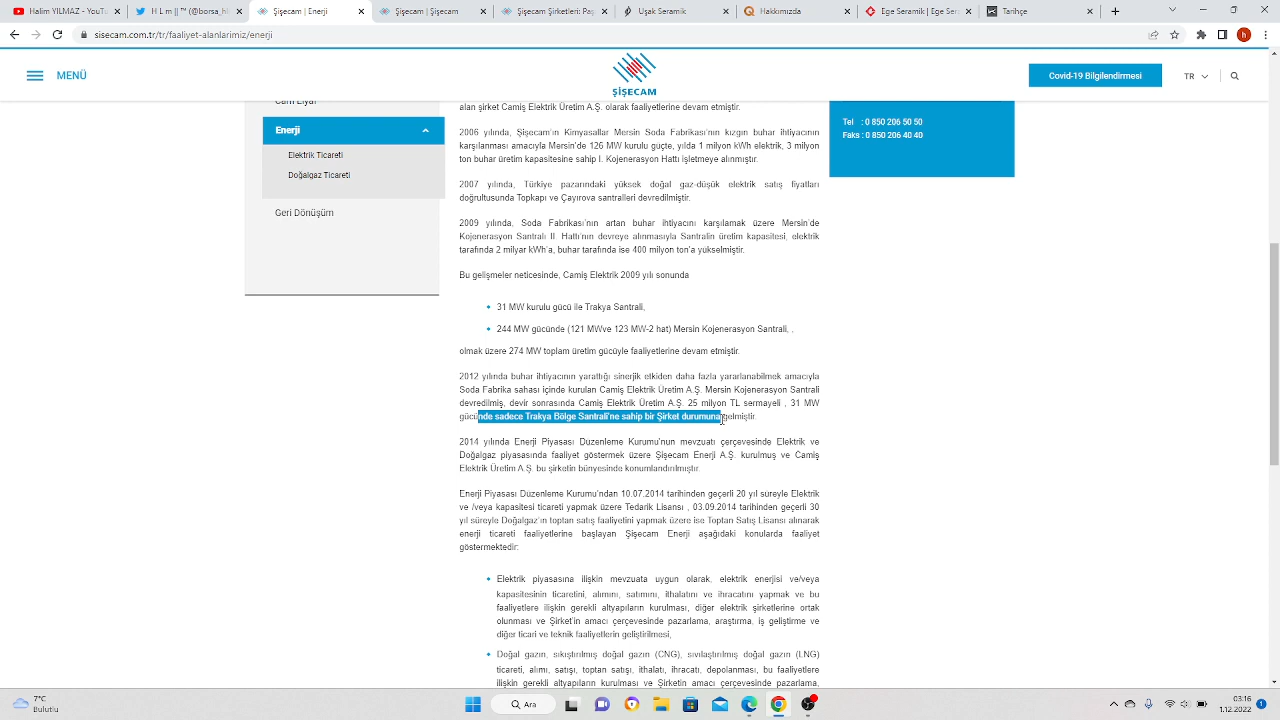 Halim YILMAZ - YouTube
H L i m ™ (@borsa_hl
Şişecam | Enerji
Şişecam | Şişecam
Şişecam Şirketleri: Paşa
Uşak Seramik
Hakkımızda
Ege Seramik | Ege Ser
Tarihçe
sisecam.com.tr/tr/faaliyet-alanlarimiz/enerji
h
MENÜ
ŞİŞECAM
Covid-19 Bilgilendirmesi
TR
Cam Elyaf
Enerji
Elektrik Ticareti
Doğalgaz Ticareti
Geri Dönüşüm
alan şirket Camiş Elektrik Üretim A.Ş. olarak faaliyetlerine devam etmiştir.
2006 yılında, Şişecam'ın Kimyasallar Mersin Soda Fabrikası'nın kızgın buhar ihtiyacının
karşılanması amacıyla Mersin'de 126 MW kurulu güçte, yılda 1 milyon kWh elektrik, 3 milyon
ton buhar üretim kapasitesine sahip I. Kojenerasyon Hattı işletmeye alınmıştır.
2007 yılında, Türkiye pazarındaki yüksek doğal gaz-düşük elektrik satış fiyatları
doğrultusunda Topkapı ve Çayırova santralleri devredilmiştir.
2009 yılında, Soda Fabrikası'nın artan buhar ihtiyacını karşılamak üzere Mersin'de
Kojenerasyon Santralı II. Hattı'nın devreye alınmasıyla Santralin üretim kapasitesi, elektrik
tarafında 2 milyar kWh'a, buhar tarafında ise 400 milyon ton'a yükselmiştir.
Bu gelişmeler neticesinde, Camiş Elektrik 2009 yılı sonunda
31 MW kurulu gücü ile Trakya Santrali,
244 MW gücünde (121 MWve 123 MW-2 hat) Mersin Kojenerasyon Santrali, ,
olmak üzere 274 MW toplam üretim gücüyle faaliyetlerine devam etmiştir.
2012 yılında buhar ihtiyacının yarattığı sinerjik etkiden daha fazla yararlanabilmek amacıyla
Soda Fabrika sahası içinde kurulan Camiş Elektrik Üretim A.Ş. Mersin Kojenerasyon Santrali
devredilmiş, devir sonrasında Camiş Elektrik Üretim A.Ş. 25 milyon TL sermayeli , 31 MW
gücünde sadece Trakya Bölge Santrali'ne sahip bir Şirket durumuna gelmiştir.
2014 yılında Enerji Piyasası Düzenleme Kurumu'nun mevzuatı çerçevesinde Elektrik ve
Doğalgaz piyasasında faaliyet göstermek üzere Şişecam Enerji A.Ş. kurulmuş ve Camiş
Elektrik Üretim A.Ş. bu şirketin bünyesinde konumlandırılmıştır.
Enerji Piyasası Düzenleme Kurumu'ndan 10.07.2014 tarihinden geçerli 20 yıl süreyle Elektrik
ve /veya kapasitesi ticareti yapmak üzere Tedarik Lisansı , 03.09.2014 tarihinden geçerli 30
yıl süreyle Doğalgaz'ın toptan satış faaliyetini yapmak üzere ise Toptan Satış Lisansı alınarak
enerji ticareti faaliyetlerine başlayan Şişecam Enerji aşağıdaki konularda faaliyet
göstermektedir:
Elektrik piyasasına ilişkin mevzuata uygun olarak, elektrik enerjisi ve/veya
kapasitesinin ticaretini, alımını, satımını, ithalatını ve ihracatını yapmak ve bu
faaliyetlere ilişkin gerekli altyapıların kurulması, diğer elektrik şirketlerine ortak
olunması ve Şirket'in amacı çerçevesinde pazarlama, araştırma, iş geliştirme ve
diğer ticari ve teknik faaliyetlerin geliştirilmesi,
Doğal gazın, sıkıştırılmış doğal gazın (CNG), sıvılaştırılmış doğal gazın (LNG)
ticareti, alımı, satışı, toptan satışı, ithalatı, ihracatı, depolanması, bu faaliyetlere
ilişkin gerekli altyapıların kurulması ve Şirketin amacı çerçevesinde pazarlama,
Tel : 0 850 206 50 50
Faks : 0 850 206 40 40
7°C
Bulutlu
Ara
03:16
1.12.2022
1